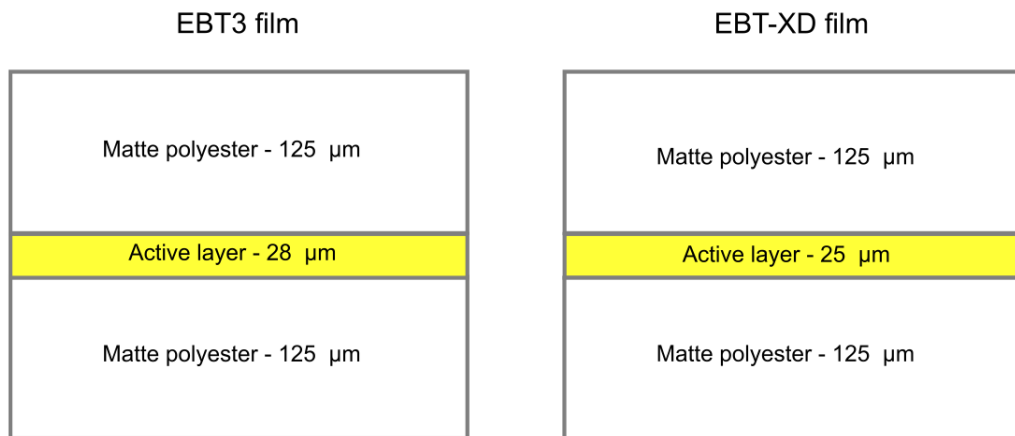 EBT3 film
Matte polyester - 125 µm
Active layer - 28 µm
Matte polyester - 125 µm
EBT-XD film
Matte polyester - 125 µm
Active layer - 25 µm
Matte polyester - 125 µm